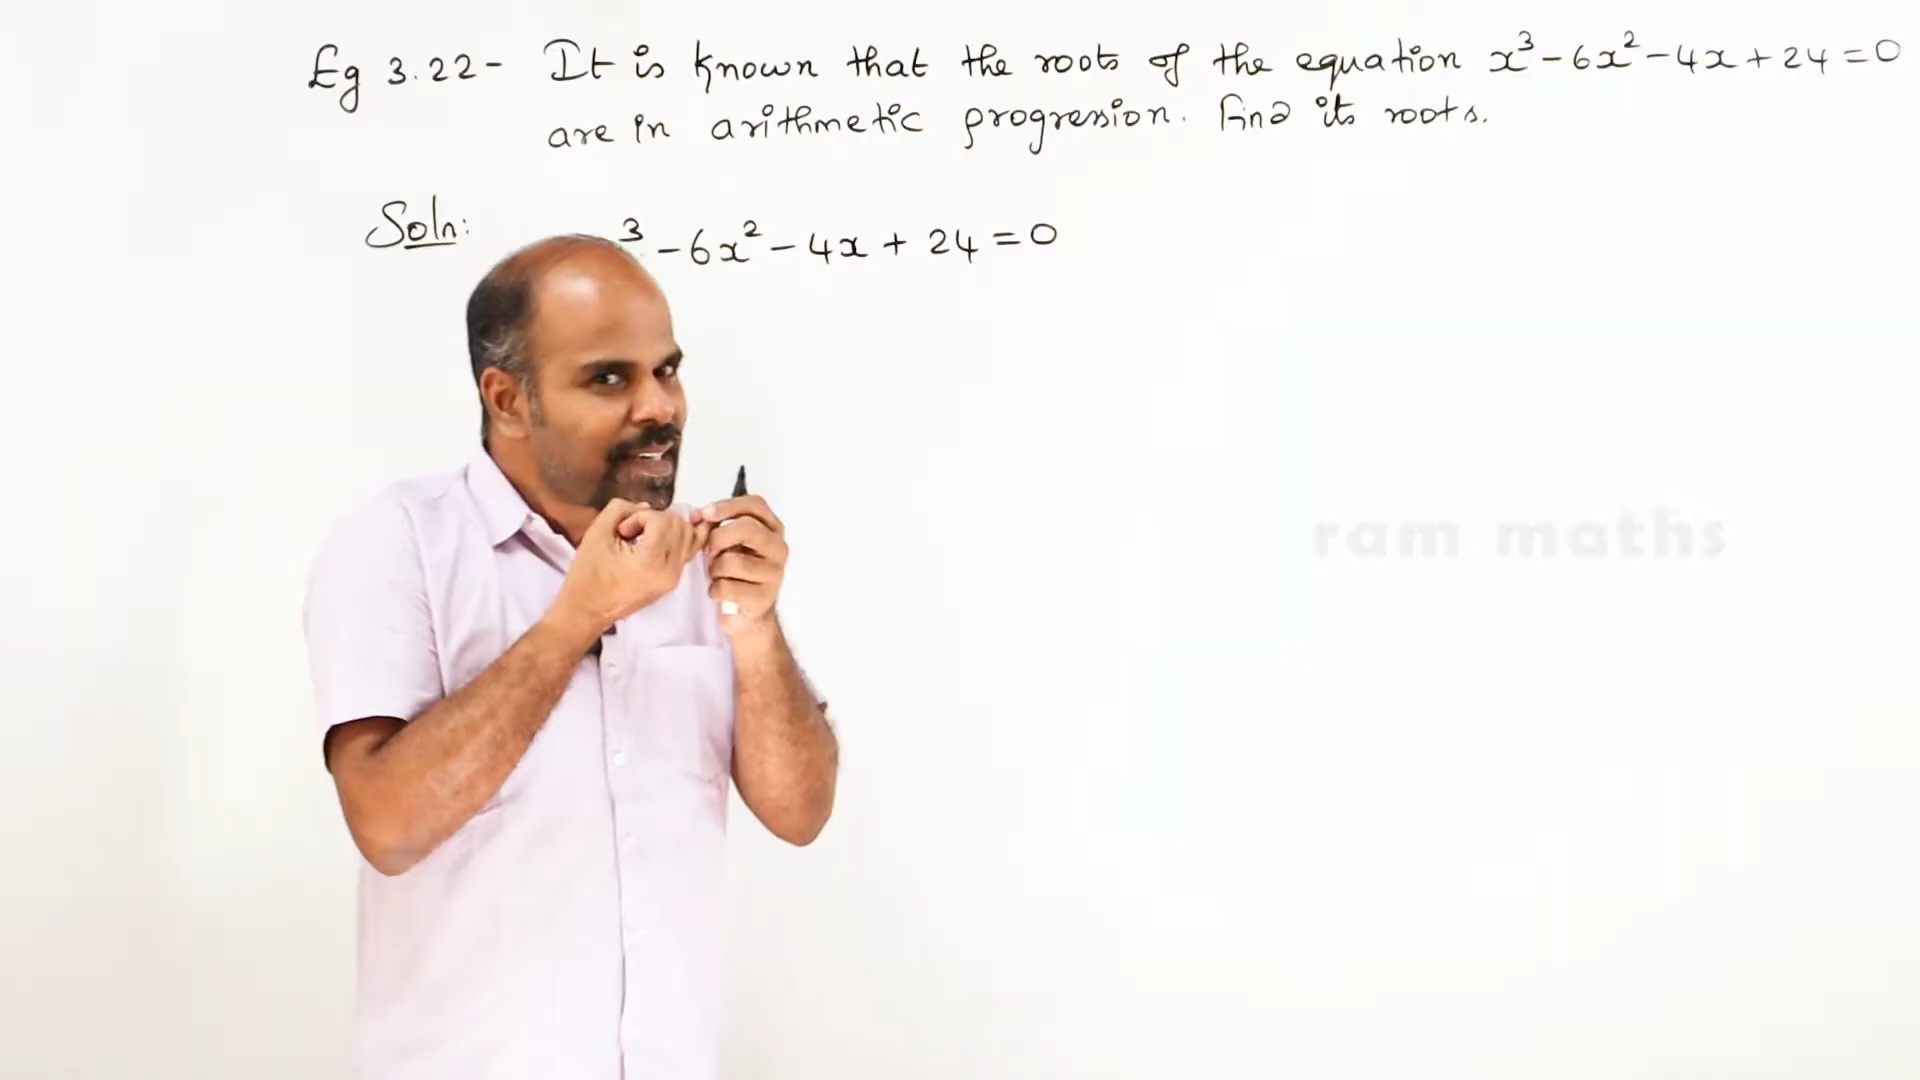 Eg 3.22- It is known that the roots of the equation x³-6x²-4x+24=0
are in arithmetic progression. Find its roots.
Soln:
³-6x²-4x+24=0
ram maths